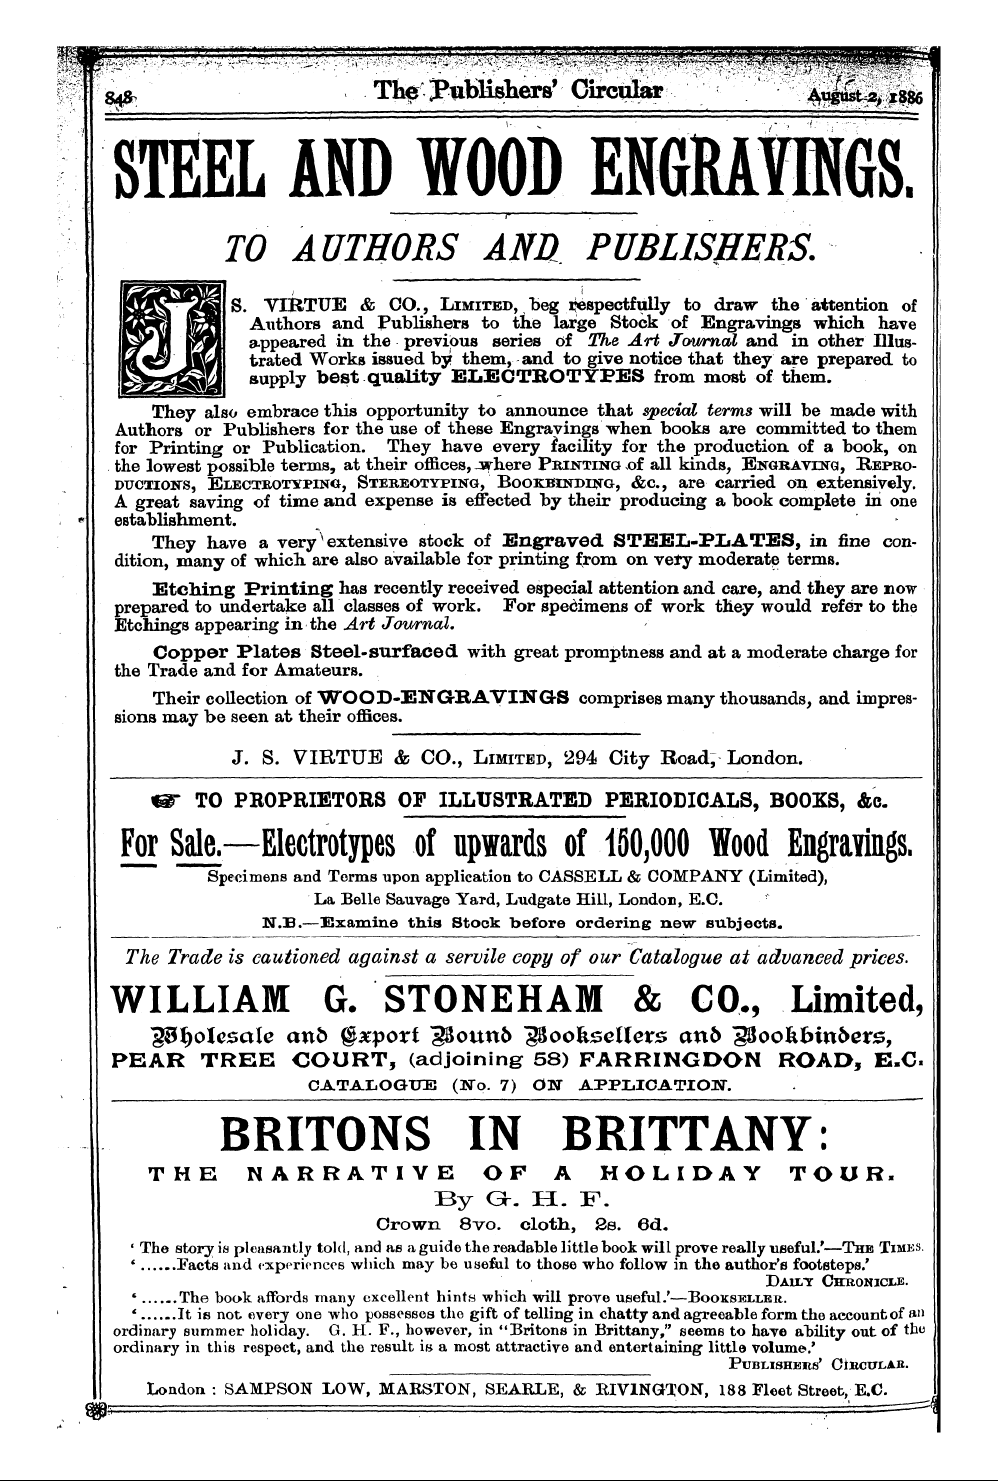 848
The Publishers' Circular
August 2, 1886
STEEL AND WOOD ENGRAVINGS.
TO AUTHORS AND PUBLISHERS.
J. S. VIRTUE & CO., LIMITED, beg respectfully to draw the attention of
Authors and Publishers to the large Stock of Engravings which have
appeared in the previous series of The Art Journal and in other Illus-
trated Works issued by them, and to give notice that they are prepared to
supply best quality ELECTROTYPES from most of them.
They also embrace this opportunity to announce that special terms will be made with
Authors or Publishers for the use of these Engravings when books are committed to them
for Printing or Publication. They have every facility for the production of a book, on
the lowest possible terms, at their offices, where PRINTING of all kinds, ENGRAVING, REPRO-
DUCTIONS, ELECTROTYPING, STEREOTYPING, BOOKBINDING, &c., are carried on extensively.
A great saving of time and expense is effected by their producing a book complete in one
establishment.
They have a very extensive stock of Engraved STEEL-PLATES, in fine con-
dition, many of which are also available for printing from on very moderate terms.
Etching Printing has recently received especial attention and care, and they are now
prepared to undertake all classes of work. For specimens of work they would refer to the
Etchings appearing in the Art Journal.
Copper Plates Steel-surfaced with great promptness and at a moderate charge for
the Trade and for Amateurs.
Their collection of WOOD-ENGRAVINGS comprises many thousands, and impres-
sions may be seen at their offices.
J. S. VIRTUE & CO., LIMITED, 294 City Road, London.
☞ TO PROPRIETORS OF ILLUSTRATED PERIODICALS, BOOKS, &c.
For Sale.—Electrotypes of upwards of 150,000 Wood Engravings.
Specimens and Terms upon application to CASSELL & COMPANY (Limited),
La Belle Sauvage Yard, Ludgate Hill, London, E.C.
N.B.—Examine this Stock before ordering new subjects.
The Trade is cautioned against a servile copy of our Catalogue at advanced prices.
WILLIAM G. STONEHAM & CO., Limited,
Wholesale and Export Bound Booksellers and Bookbinders,
PEAR TREE COURT, (adjoining 58) FARRINGDON ROAD, E.C.
CATALOGUE (No. 7) ON APPLICATION.
BRITONS IN BRITTANY:
THE NARRATIVE OF A HOLIDAY TOUR.
By G. H. F.
Crown 8vo. cloth, 2s. 6d.
'The story is pleasantly told, and as a guide the readable little book will prove really useful.'—THE TIMES.
'......Facts and experiences which may be useful to those who follow in the author's footsteps.'
DAILY CHRONICLE.
'......The book affords many excellent hints which will prove useful.'—BOOKSELLER.
'......It is not every one who possesses the gift of telling in chatty and agreeable form the account of an
ordinary summer holiday. G. H. F., however, in "Britons in Brittany," seems to have ability out of the
ordinary in this respect, and the result is a most attractive and entertaining little volume.'
PUBLISHERS' CIRCULAR.
London : SAMPSON LOW, MARSTON, SEARLE, & RIVINGTON, 188 Fleet Street, E.C.